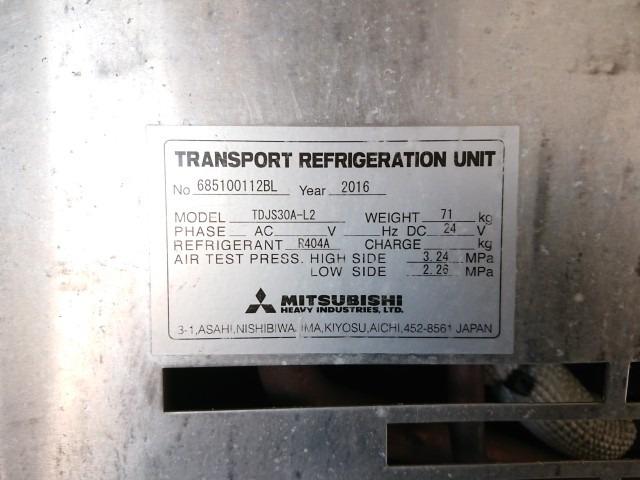 TRANSPORT REFRIGERATION UNIT
No 685100112BL Year 2016
MODEL TDJS30A-L2 WEIGHT 71 kg
PHASE AC V Hz DC 24 V
REFRIGERANT R404A CHARGE kg
AIR TEST PRESS. HIGH SIDE 3.24 MPa
LOW SIDE 2.26 MPa
MITSUBISHI
HEAVY INDUSTRIES, LTD.
3-1,ASAHI,NISHIBIWAJIMA,KIYOSU,AICHI,452-8561 JAPAN